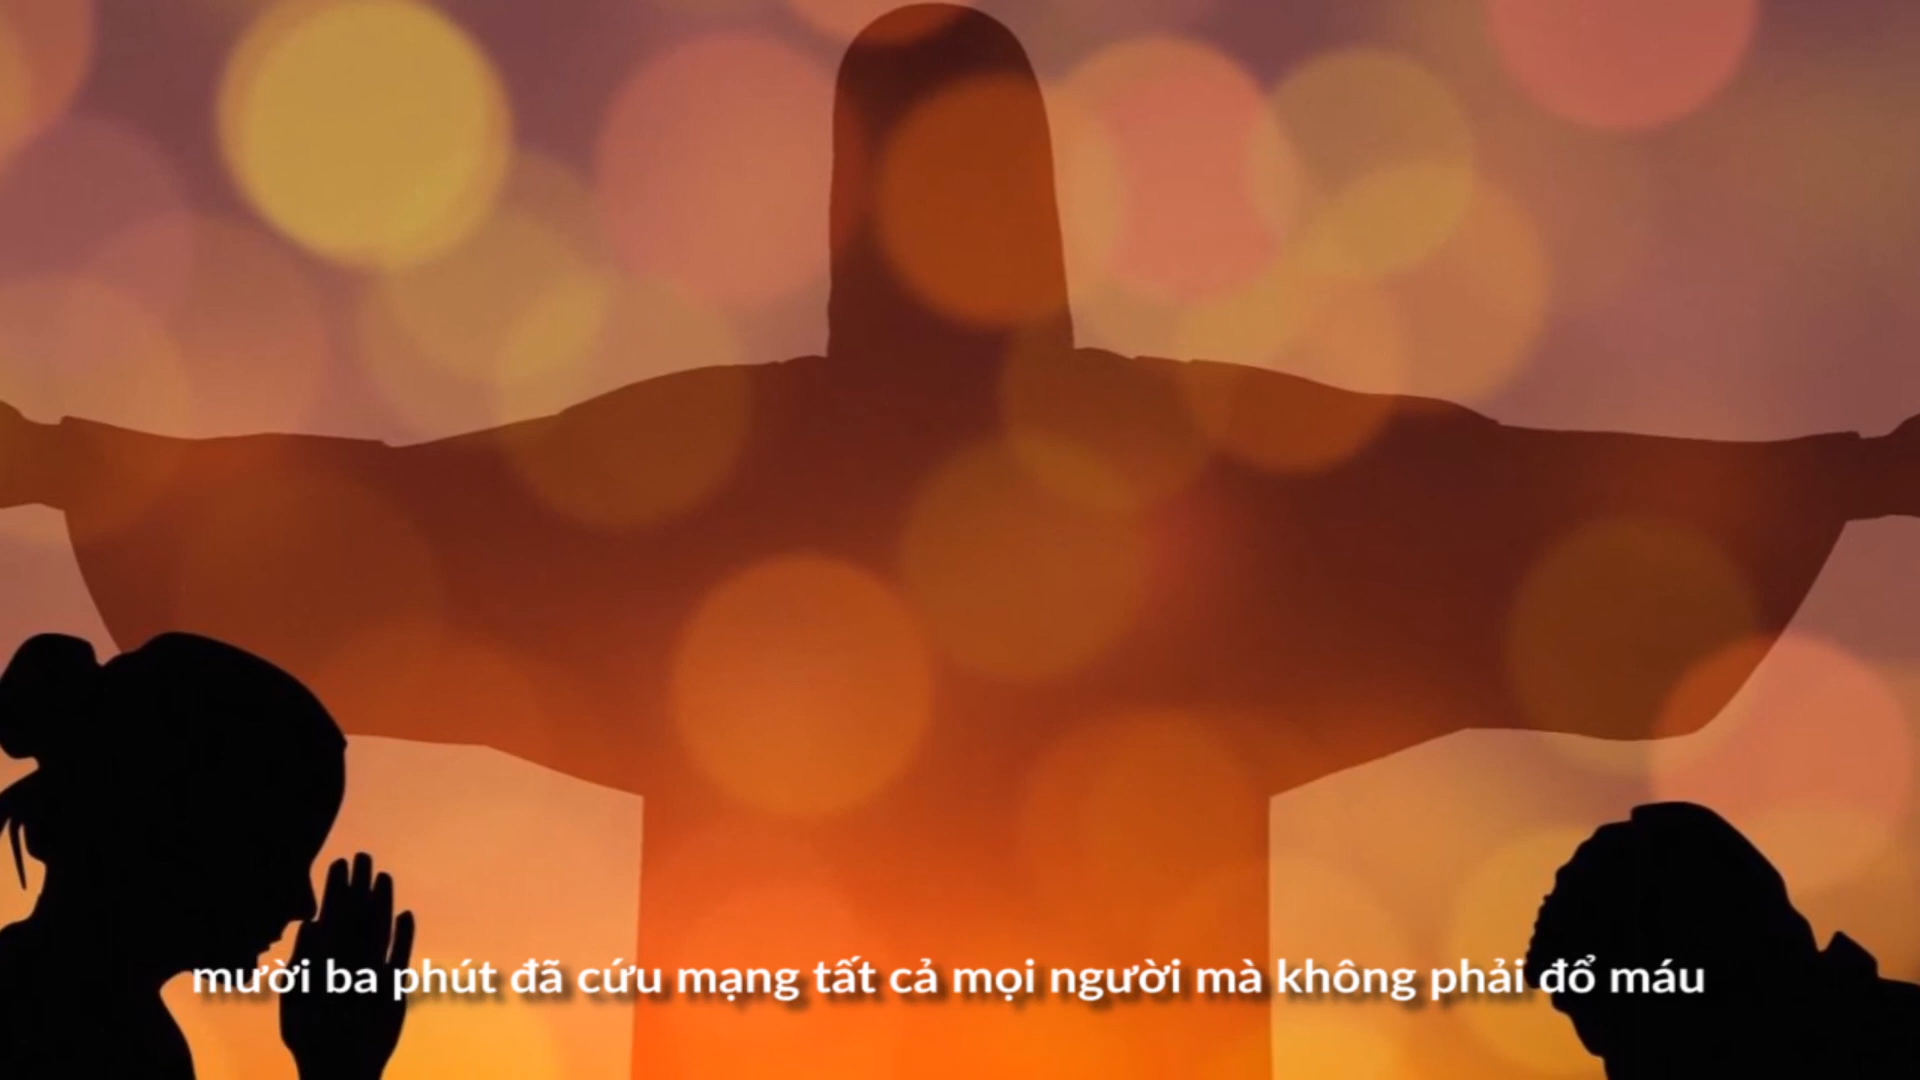 mười ba phút đã cứu mạng tất cả mọi người mà không phải đổ máu